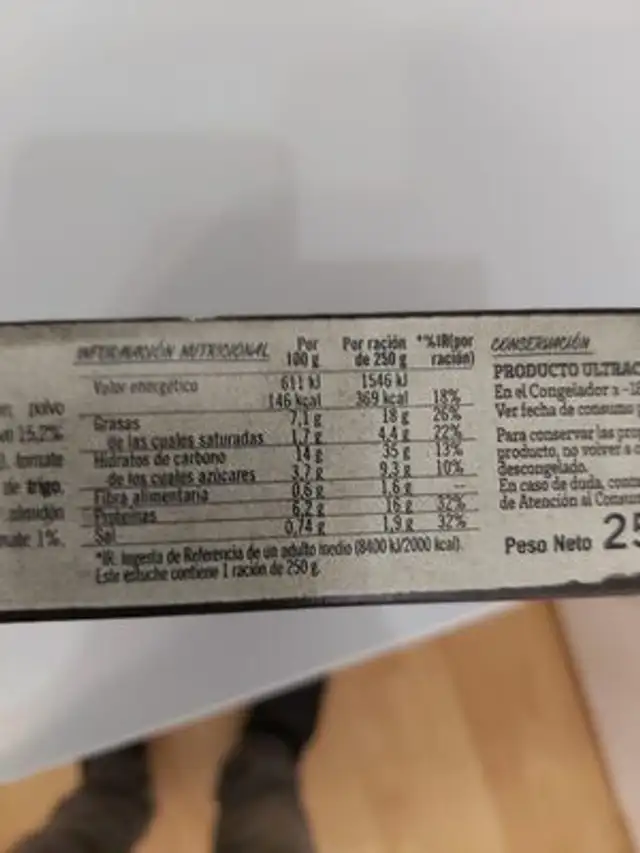 INFORMACIÓN NUTRICIONAL
Por 100 g
Por ración de 250 g
*%IR(por ración)
Valor energético 611 kJ 1546 kJ
146 kcal 369 kcal 18%
Grasas 7,1 g 18 g 26%
de las cuales saturadas 1,7 g 4,4 g 22%
Hidratos de carbono 14 g 35 g 13%
de los cuales azúcares 3,7 g 9,3 g 10%
Fibra alimentaria 0,6 g 1,6 g --
Proteínas 6,2 g 16 g 32%
Sal 0,74 g 1,9 g 32%
*IR: Ingesta de Referencia de un adulto medio (8400 kJ/2000 kcal).
Este estuche contiene 1 ración de 250 g
polvo
15,2%
tomate
de trigo,
almidón
1%.
CONSERVACIÓN
PRODUCTO ULTRAC
En el Congelador a -18
Ver fecha de consumo
Para conservar las prop
producto, no volver a c
descongelado.
En caso de duda,
de Atención al Consum
Peso Neto 25